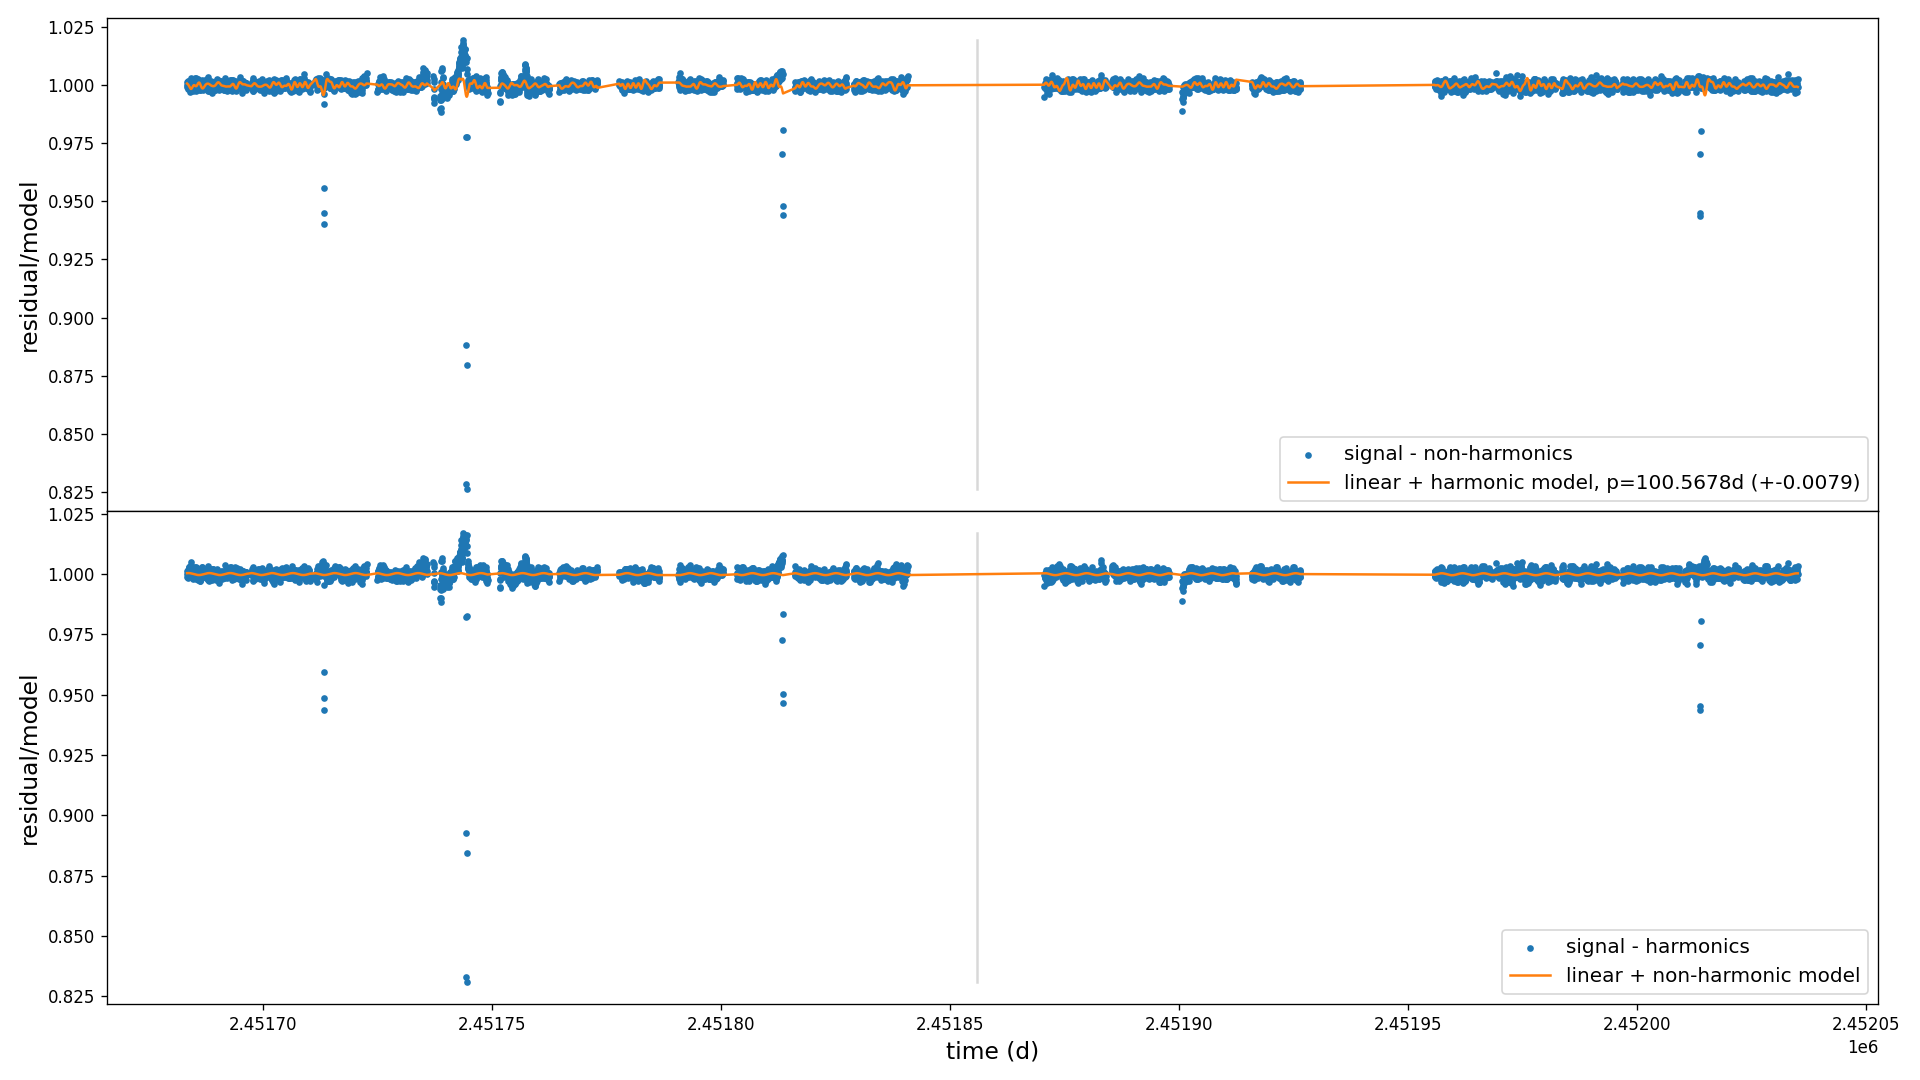 1.025
1.000
0.975
0.950
0.925
0.900
0.875
0.850
0.825
residual/model
signal - non-harmonics
linear + harmonic model, p=100.5678d (+-0.0079)
1.025
1.000
0.975
0.950
0.925
0.900
0.875
0.850
0.825
residual/model
signal - harmonics
linear + non-harmonic model
2.45170 2.45175 2.45180 2.45185 2.45190 2.45195 2.45200 2.45205
1e6
time (d)